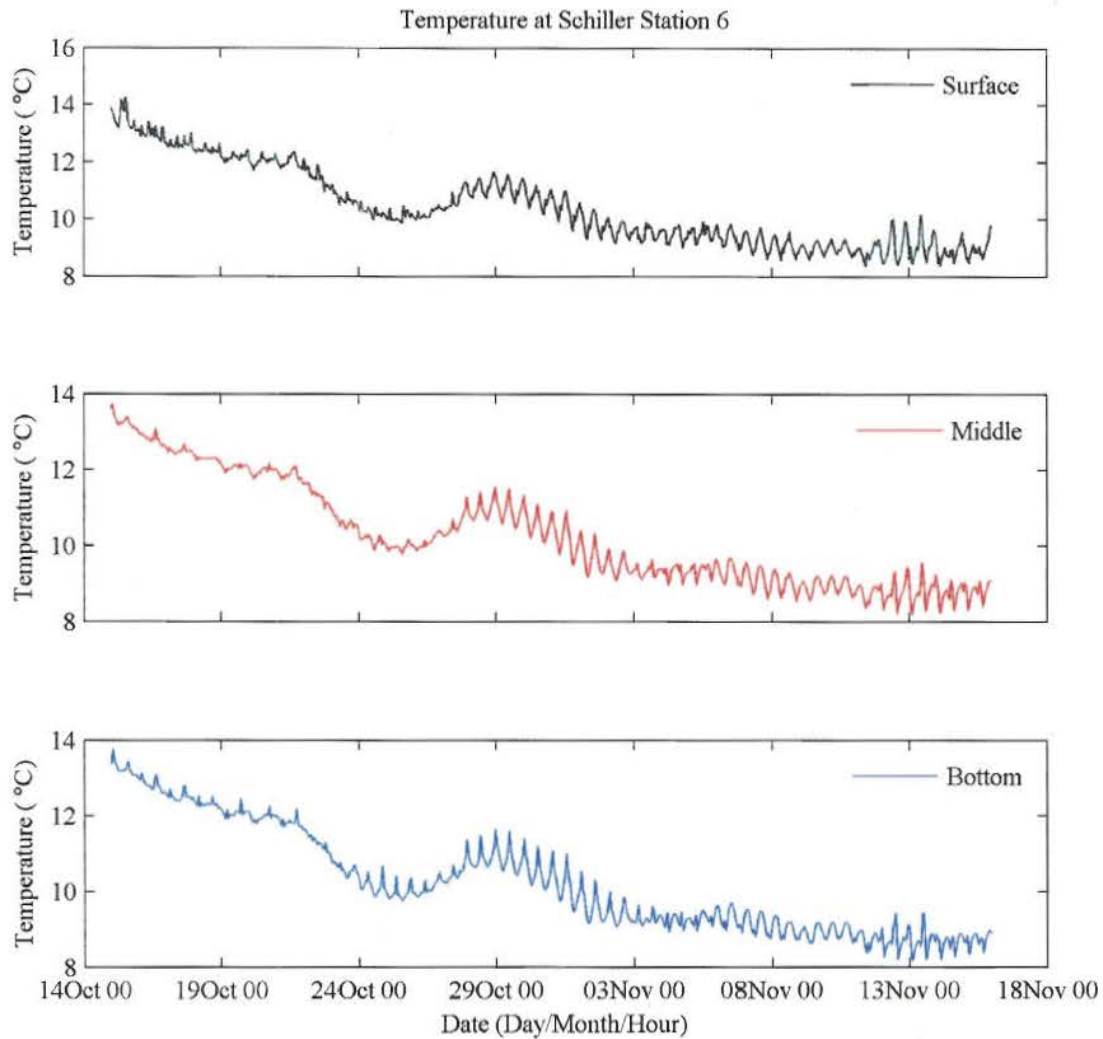 Temperature at Schiller Station 6
16
14
12
10
8
Temperature ( °C)
Surface
14
12
10
8
Temperature ( °C)
Middle
14
12
10
8
Temperature ( °C)
Bottom
14Oct 00 19Oct 00 24Oct 00 29Oct 00 03Nov 00 08Nov 00 13Nov 00 18Nov 00
Date (Day/Month/Hour)